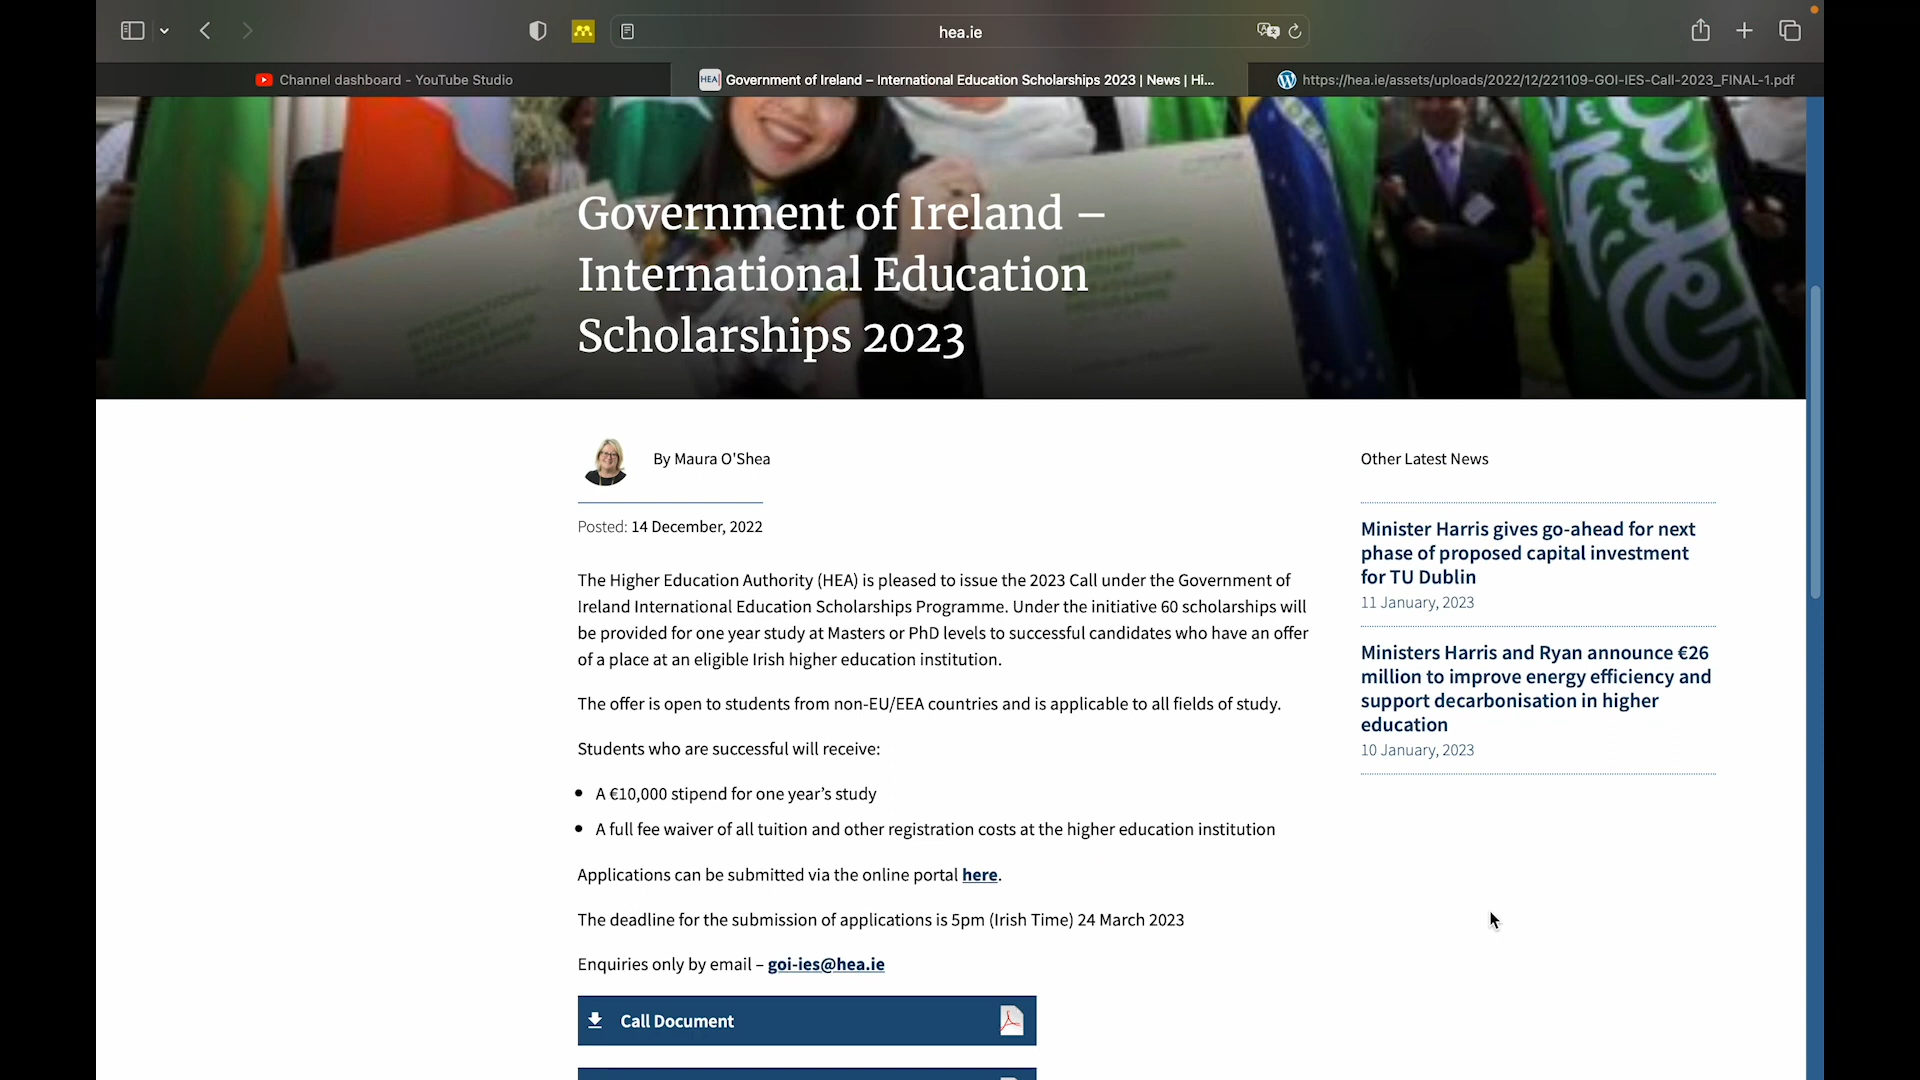 hea.ie
Channel dashboard - YouTube Studio
HEA
Government of Ireland – International Education Scholarships 2023 | News | Hi...
https://hea.ie/assets/uploads/2022/12/221109-GOI-IES-Call-2023_FINAL-1.pdf
Government of Ireland –
International Education
Scholarships 2023
By Maura O'Shea
Posted: 14 December, 2022
The Higher Education Authority (HEA) is pleased to issue the 2023 Call under the Government of
Ireland International Education Scholarships Programme. Under the initiative 60 scholarships will
be provided for one year study at Masters or PhD levels to successful candidates who have an offer
of a place at an eligible Irish higher education institution.
The offer is open to students from non-EU/EEA countries and is applicable to all fields of study.
Students who are successful will receive:
• A €10,000 stipend for one year’s study
• A full fee waiver of all tuition and other registration costs at the higher education institution
Applications can be submitted via the online portal here.
The deadline for the submission of applications is 5pm (Irish Time) 24 March 2023
Enquiries only by email – goi-ies@hea.ie
Call Document
Other Latest News
Minister Harris gives go-ahead for next
phase of proposed capital investment
for TU Dublin
11 January, 2023
Ministers Harris and Ryan announce €26
million to improve energy efficiency and
support decarbonisation in higher
education
10 January, 2023